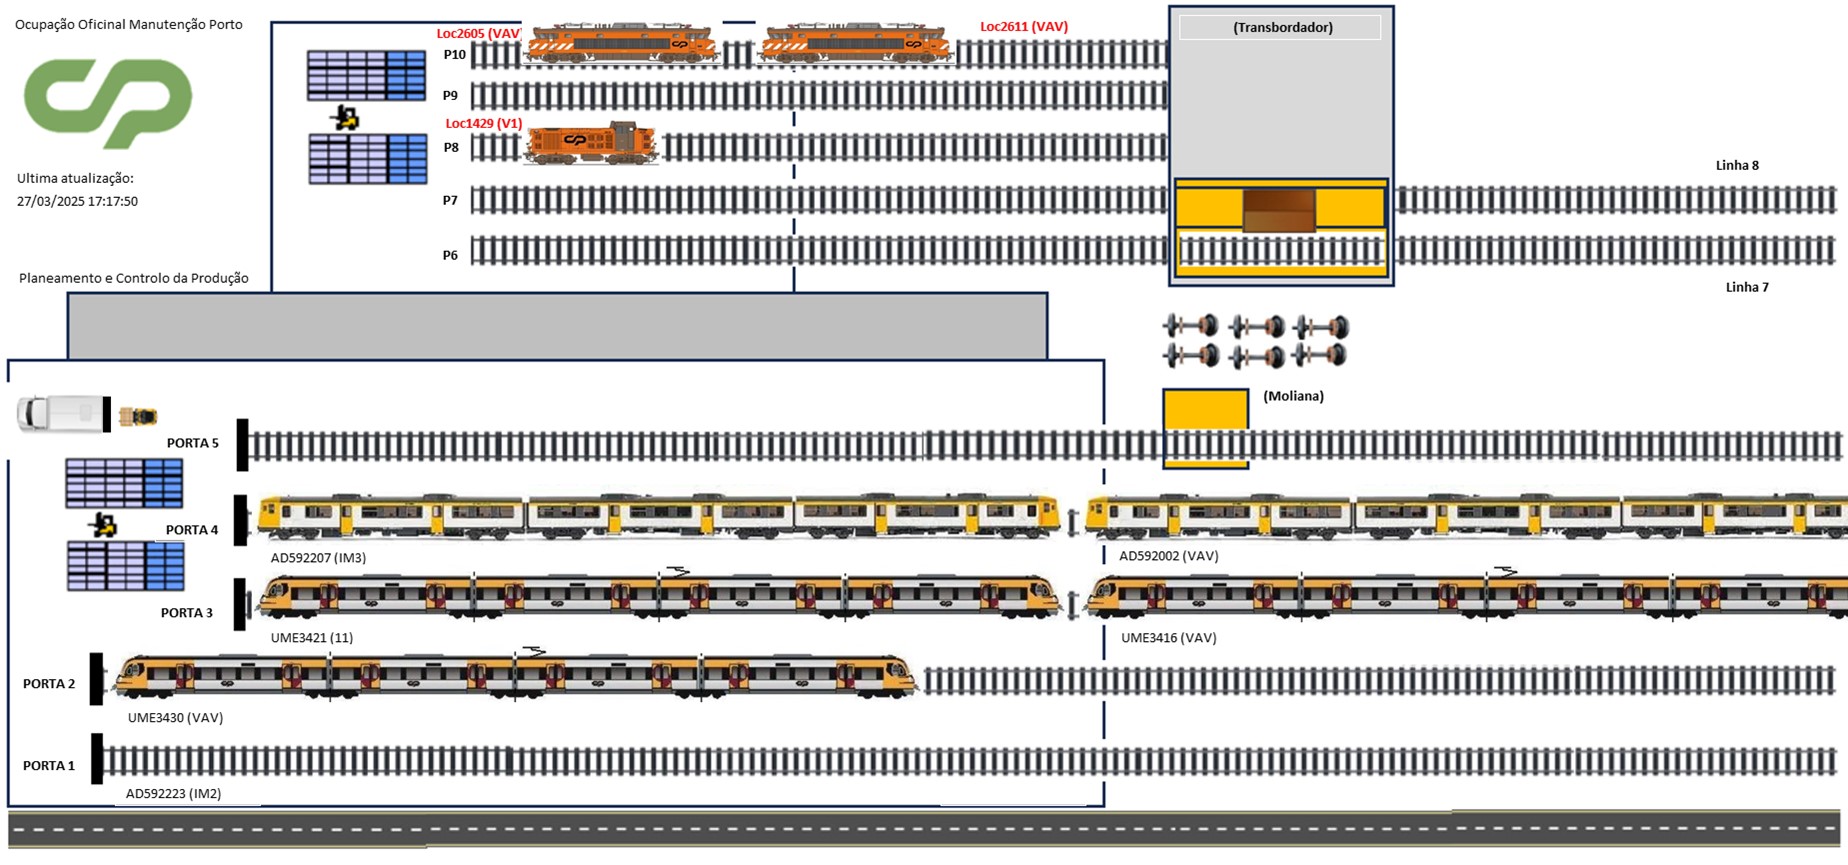 Ocupação Oficinal Manutenção Porto
Loc2605 (VAV)
Loc2611 (VAV)
(Transbordador)
P10
P9
Loc1429 (V1)
P8
Linha 8
Ultima atualização:
27/03/2025 17:17:50
P7
P6
Planeamento e Controlo da Produção
Linha 7
(Moliana)
PORTA 5
PORTA 4
AD592207 (IM3)
AD592002 (VAV)
PORTA 3
UME3421 (11)
UME3416 (VAV)
PORTA 2
UME3430 (VAV)
PORTA 1
AD592223 (IM2)